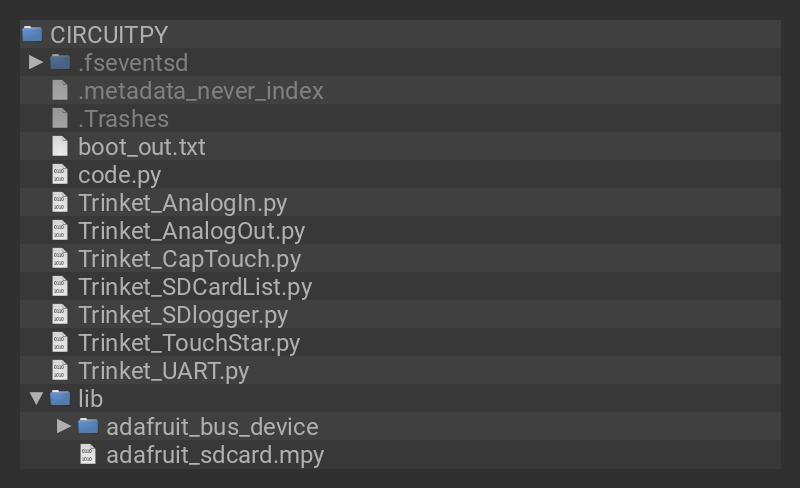 CIRCUITPY
.fseventsd
.metadata_never_index
.Trashes
boot_out.txt
code.py
Trinket_AnalogIn.py
Trinket_AnalogOut.py
Trinket_CapTouch.py
Trinket_SDCardList.py
Trinket_SDlogger.py
Trinket_TouchStar.py
Trinket_UART.py
lib
adafruit_bus_device
adafruit_sdcard.mpy